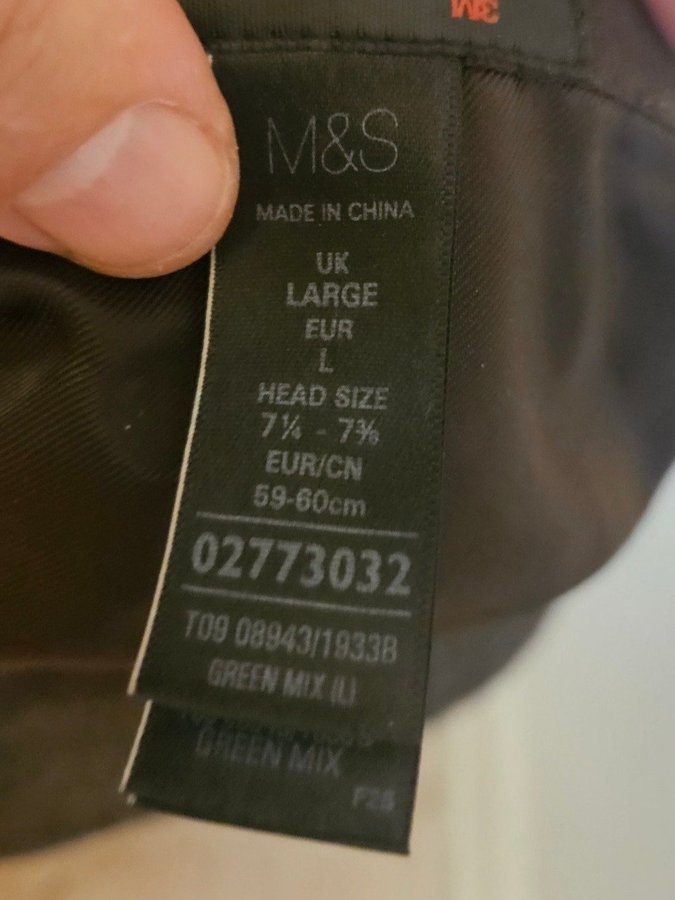 3M
M&S
MADE IN CHINA
UK
LARGE
EUR
L
HEAD SIZE
7¼ - 7⅜
EUR/CN
59-60cm
02773032
T09 08943/1933B
GREEN MIX (L)
GREEN MIX